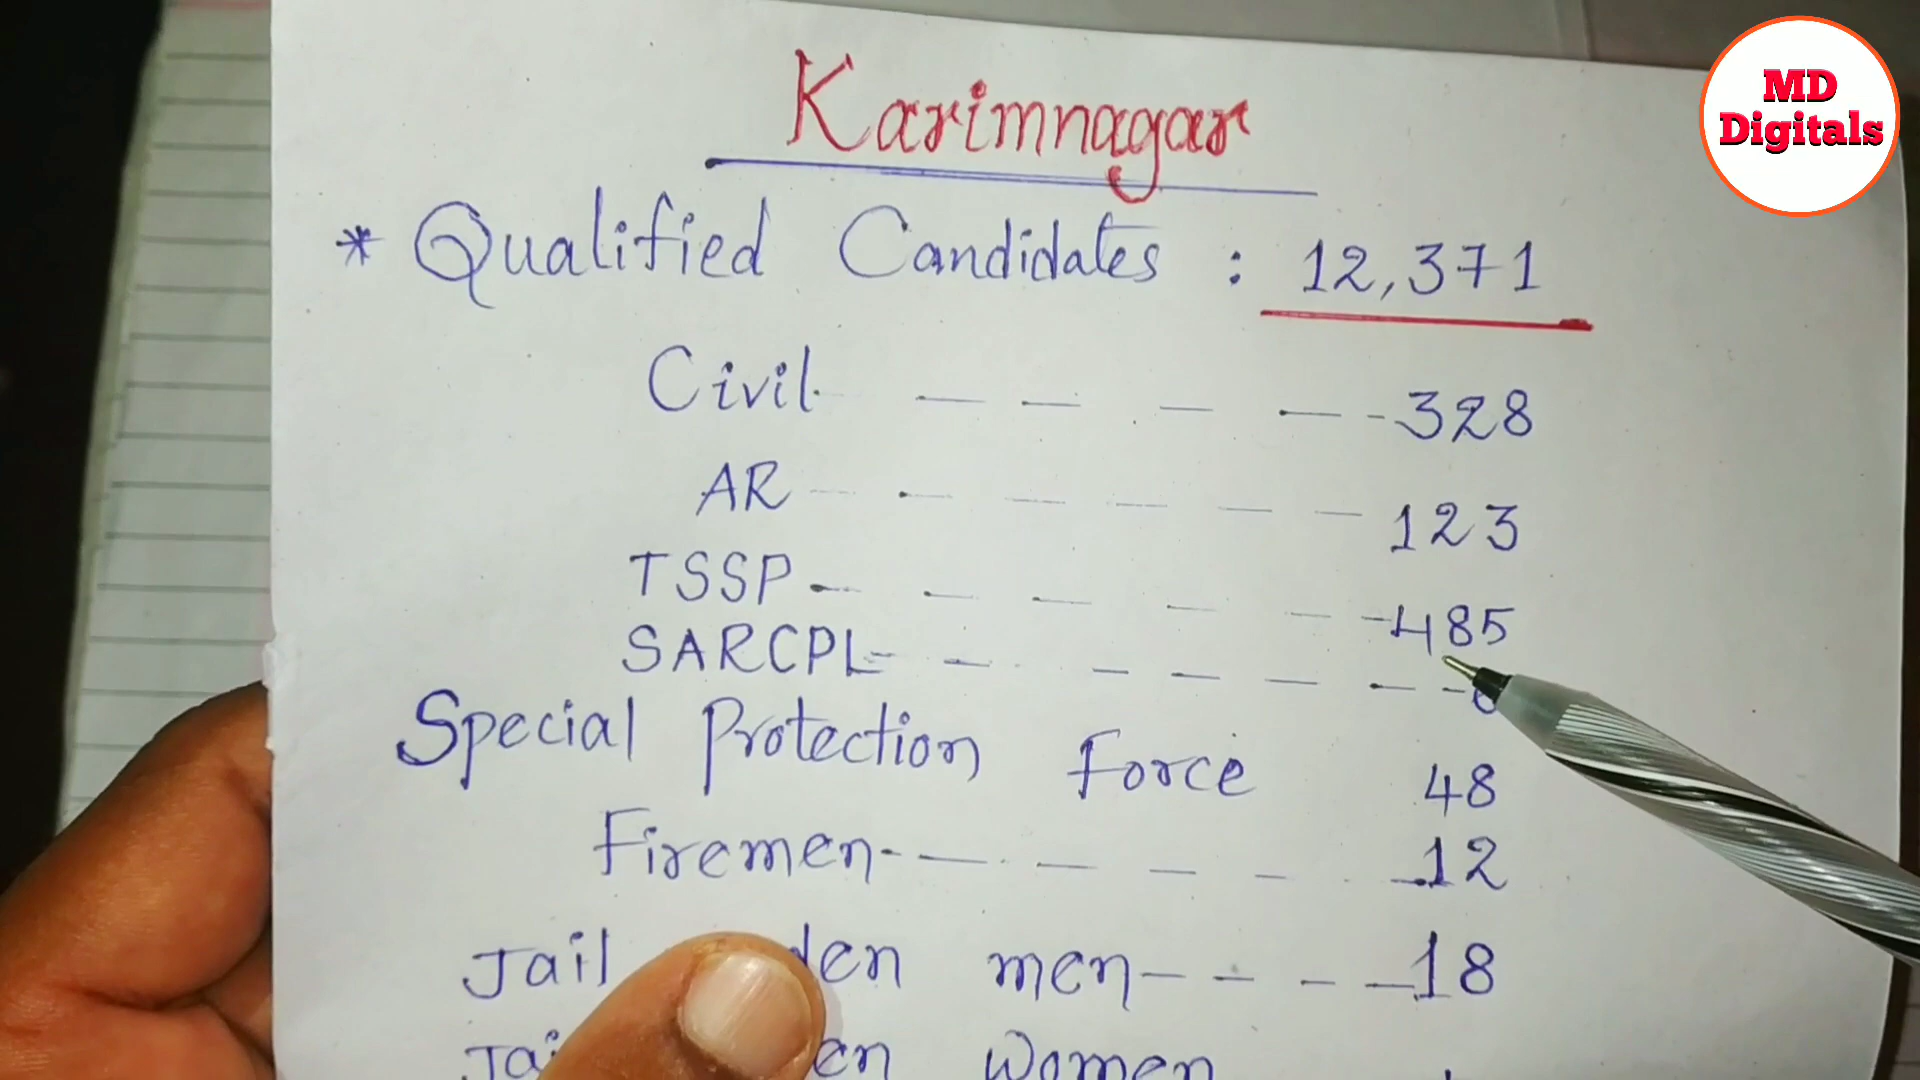 MD
Digitals
Karimnagar
* Qualified Candidates : 12,371
Civil - - - - - 328
AR - - - - - - 123
TSSP - - - - - - 485
SARCPL - - - - - - -
Special Protection Force 48
Firemen - - - - - - 12
Jail men - - - - 18
Women